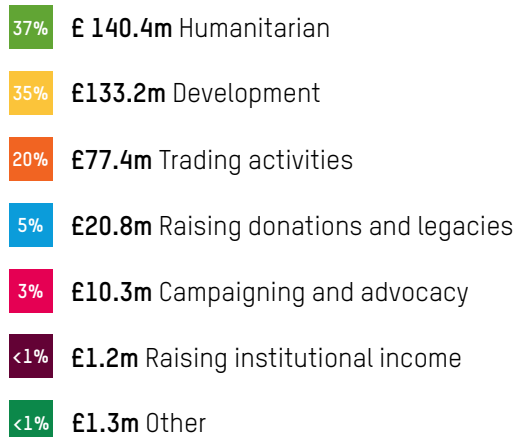 37% £ 140.4m Humanitarian
35% £133.2m Development
20% £77.4m Trading activities
5% £20.8m Raising donations and legacies
3% £10.3m Campaigning and advocacy
<1% £1.2m Raising institutional income
<1% £1.3m Other